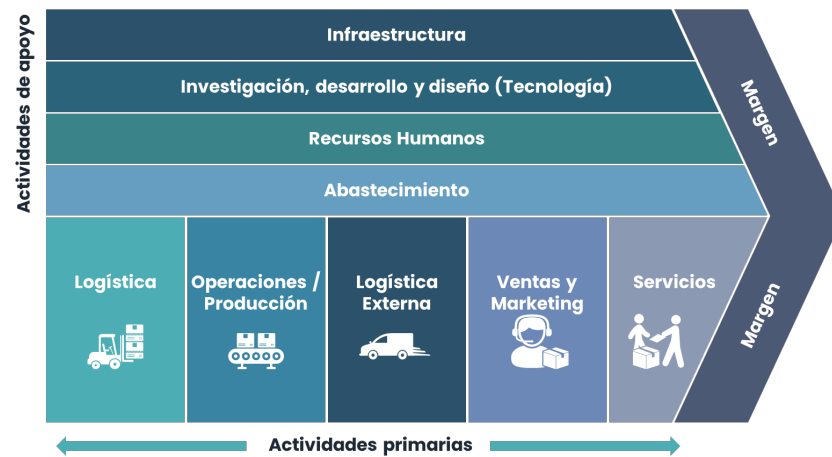 Actividades de apoyo
Infraestructura
Investigación, desarrollo y diseño (Tecnología)
Recursos Humanos
Abastecimiento
Margen
Logística
Operaciones /
Producción
Logística
Externa
Ventas y
Marketing
Servicios
Margen
Actividades primarias